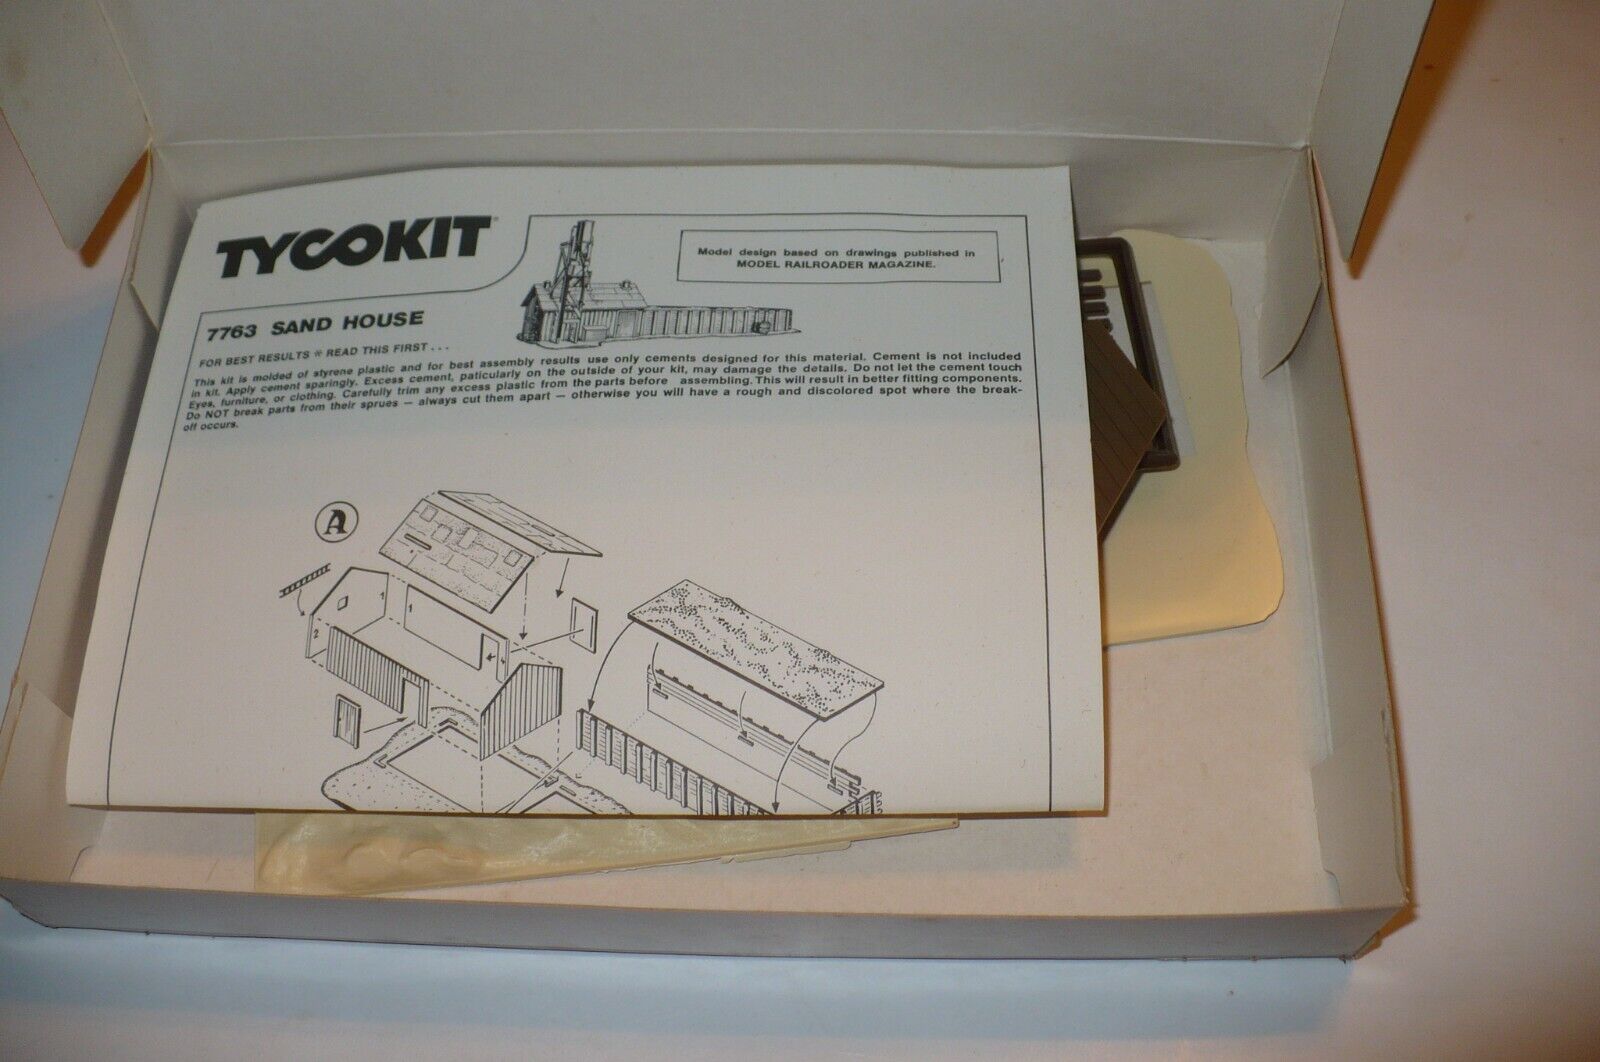 TYCOKIT
Model design based on drawings published in
MODEL RAILROADER MAGAZINE.
7763 SAND HOUSE
FOR BEST RESULTS * READ THIS FIRST...
This kit is molded of styrene plastic and for best assembly results use only cements designed for this material. Cement is not included
in kit. Apply cement sparingly. Excess cement, paticularly on the outside of your kit, may damage the details. Do not let the cement touch
Eyes, furniture, or clothing. Carefully trim any excess plastic from the parts before assembling. This will result in better fitting components.
Do NOT break parts from their sprues — always cut them apart — otherwise you will have a rough and discolored spot where the break-
off occurs.
A
1
1
2